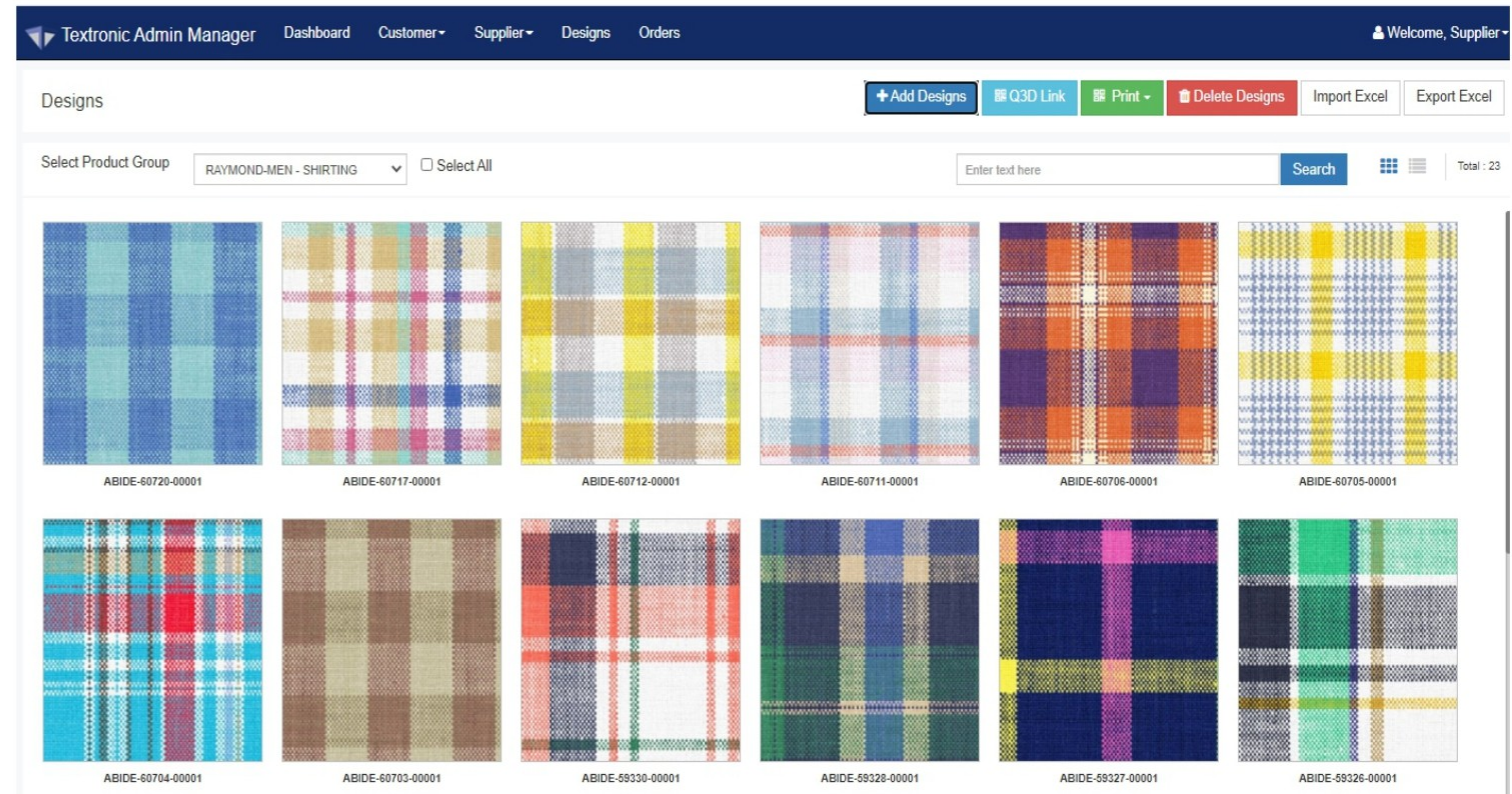 Textronic Admin Manager Dashboard Customer Supplier Designs Orders Welcome, Supplier
Designs
+ Add Designs Q3D Link Print Delete Designs Import Excel Export Excel
Select Product Group RAYMOND-MEN - SHIRTING Select All Enter text here Search Total : 23
ABIDE-60720-00001 ABIDE-60717-00001 ABIDE-60712-00001 ABIDE-60711-00001 ABIDE-60706-00001 ABIDE-60705-00001
ABIDE-60704-00001 ABIDE-60703-00001 ABIDE-59330-00001 ABIDE-59328-00001 ABIDE-59327-00001 ABIDE-59326-00001